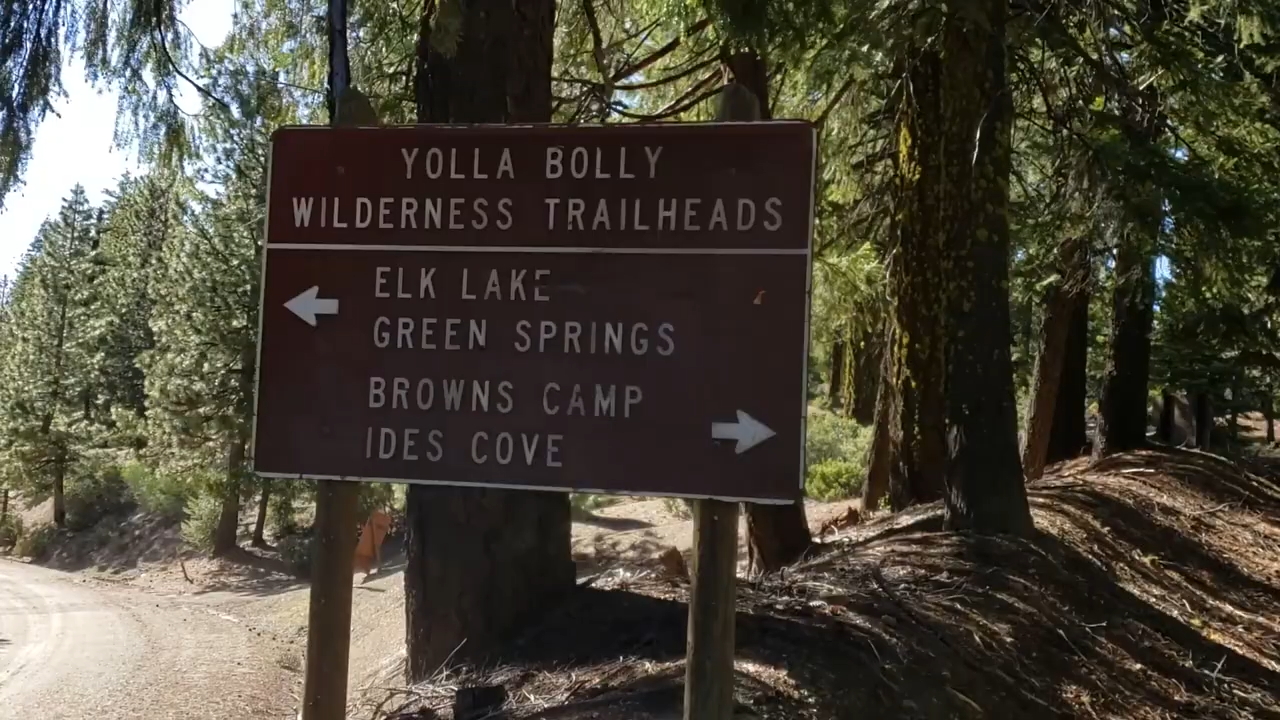 YOLLA BOLLY
WILDERNESS TRAILHEADS
ELK LAKE
GREEN SPRINGS
BROWNS CAMP
IDES COVE